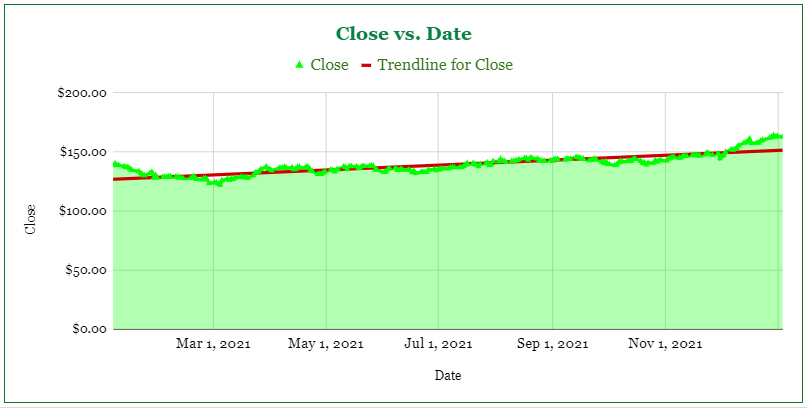 Close vs. Date
Close Trendline for Close
$200.00
$150.00
$100.00
$50.00
$0.00
Close
Mar 1, 2021 May 1, 2021 Jul 1, 2021 Sep 1, 2021 Nov 1, 2021
Date